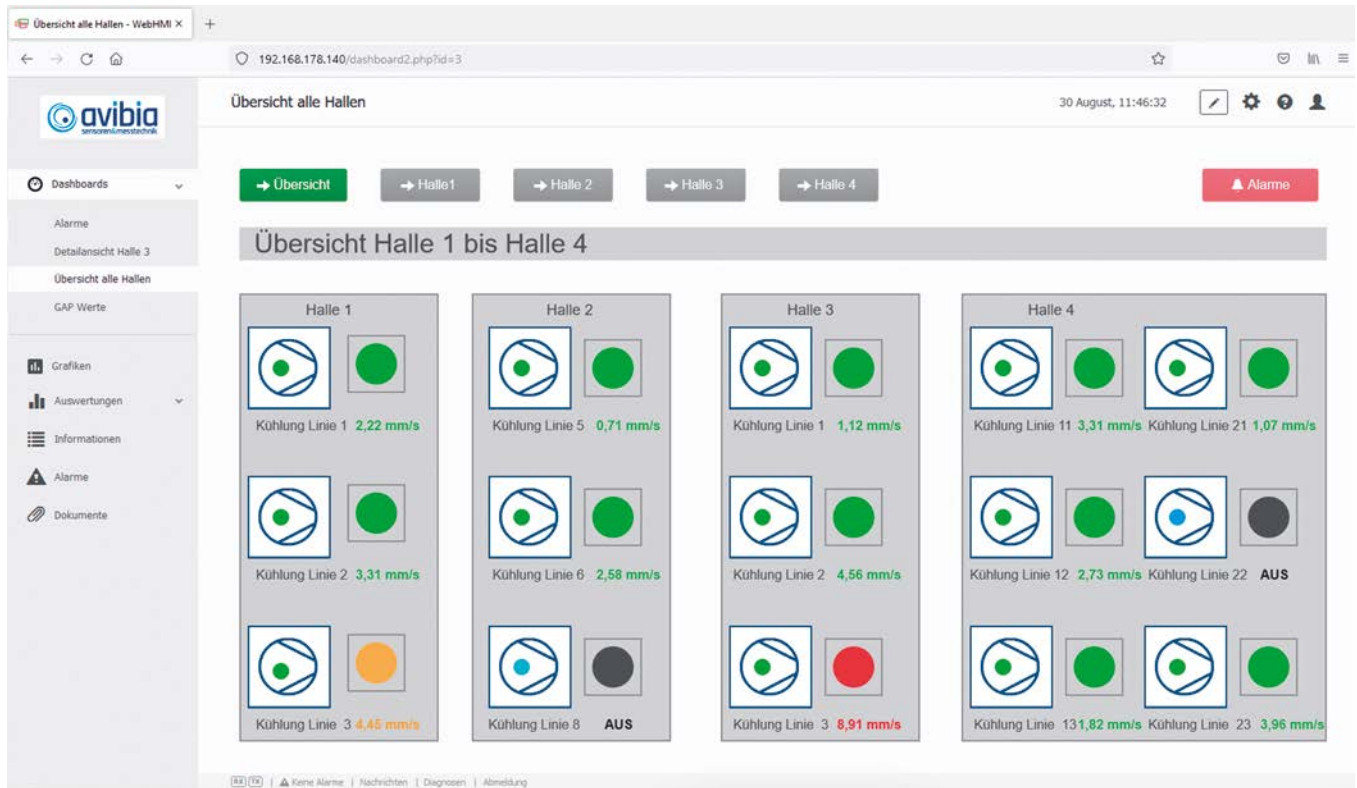 Übersicht alle Hallen - WebHMI ×
192.168.178.140/dashboard2.php?id=3
avibia
sensoren&messtechnik
Übersicht alle Hallen
30 August, 11:46:32
Dashboards
Alarme
Detailansicht Halle 3
Übersicht alle Hallen
GAP Werte
Grafiken
Auswertungen
Informationen
Alarme
Dokumente
Übersicht
Halle1
Halle 2
Halle 3
Halle 4
Alarme
Übersicht Halle 1 bis Halle 4
Halle 1
Kühlung Linie 1 2,22 mm/s
Kühlung Linie 2 3,31 mm/s
Kühlung Linie 3 4,45 mm/s
Halle 2
Kühlung Linie 5 0,71 mm/s
Kühlung Linie 6 2,58 mm/s
Kühlung Linie 8 AUS
Halle 3
Kühlung Linie 1 1,12 mm/s
Kühlung Linie 2 4,56 mm/s
Kühlung Linie 3 8,91 mm/s
Halle 4
Kühlung Linie 11 3,31 mm/s Kühlung Linie 21 1,07 mm/s
Kühlung Linie 12 2,73 mm/s Kühlung Linie 22 AUS
Kühlung Linie 13 1,82 mm/s Kühlung Linie 23 3,96 mm/s
RX TX | Keine Alarme | Nachrichten | Diagnosen | Abmeldung